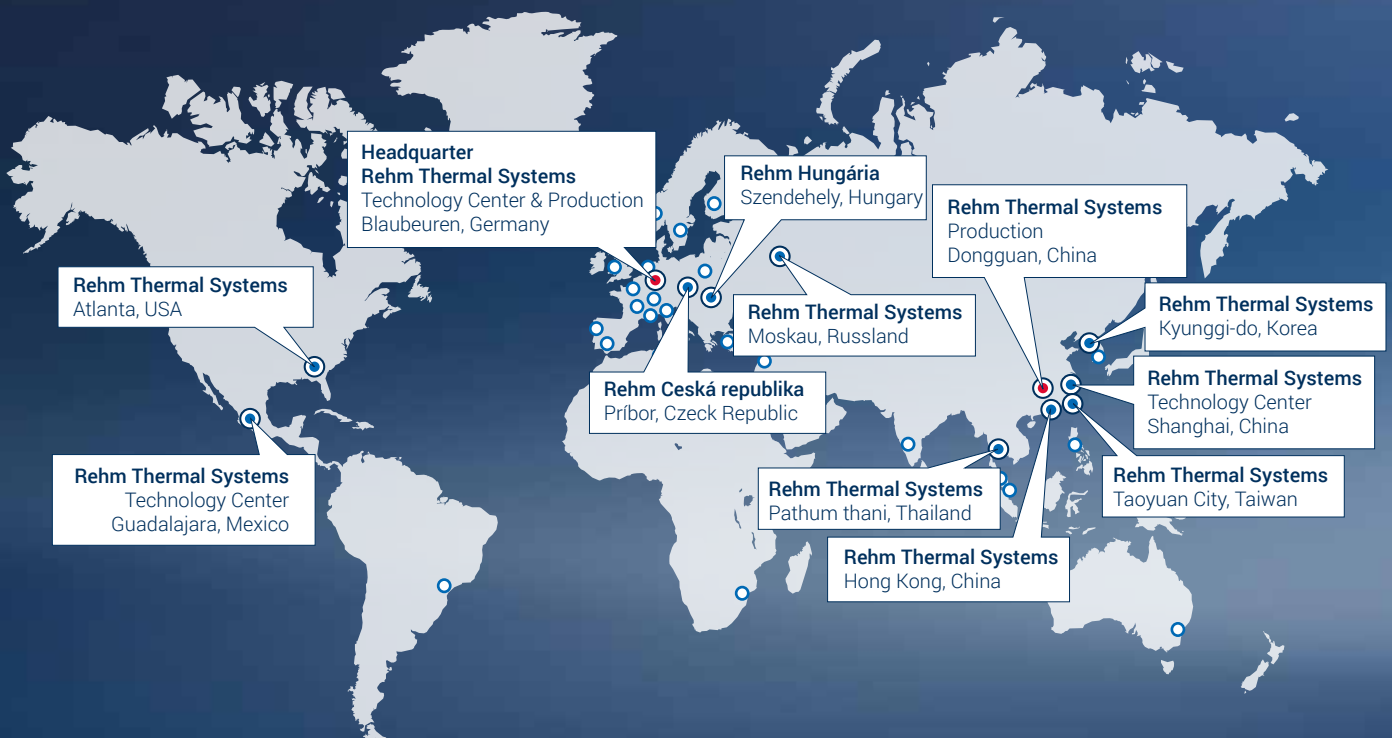 Headquarter
Rehm Thermal Systems
Technology Center & Production
Blaubeuren, Germany
Rehm Hungária
Szendehely, Hungary
Rehm Thermal Systems
Production
Dongguan, China
Rehm Thermal Systems
Atlanta, USA
Rehm Thermal Systems
Moskau, Russland
Rehm Thermal Systems
Kyunggi-do, Korea
Rehm Ceská republika
Príbor, Czeck Republic
Rehm Thermal Systems
Technology Center
Shanghai, China
Rehm Thermal Systems
Technology Center
Guadalajara, Mexico
Rehm Thermal Systems
Pathum thani, Thailand
Rehm Thermal Systems
Taoyuan City, Taiwan
Rehm Thermal Systems
Hong Kong, China